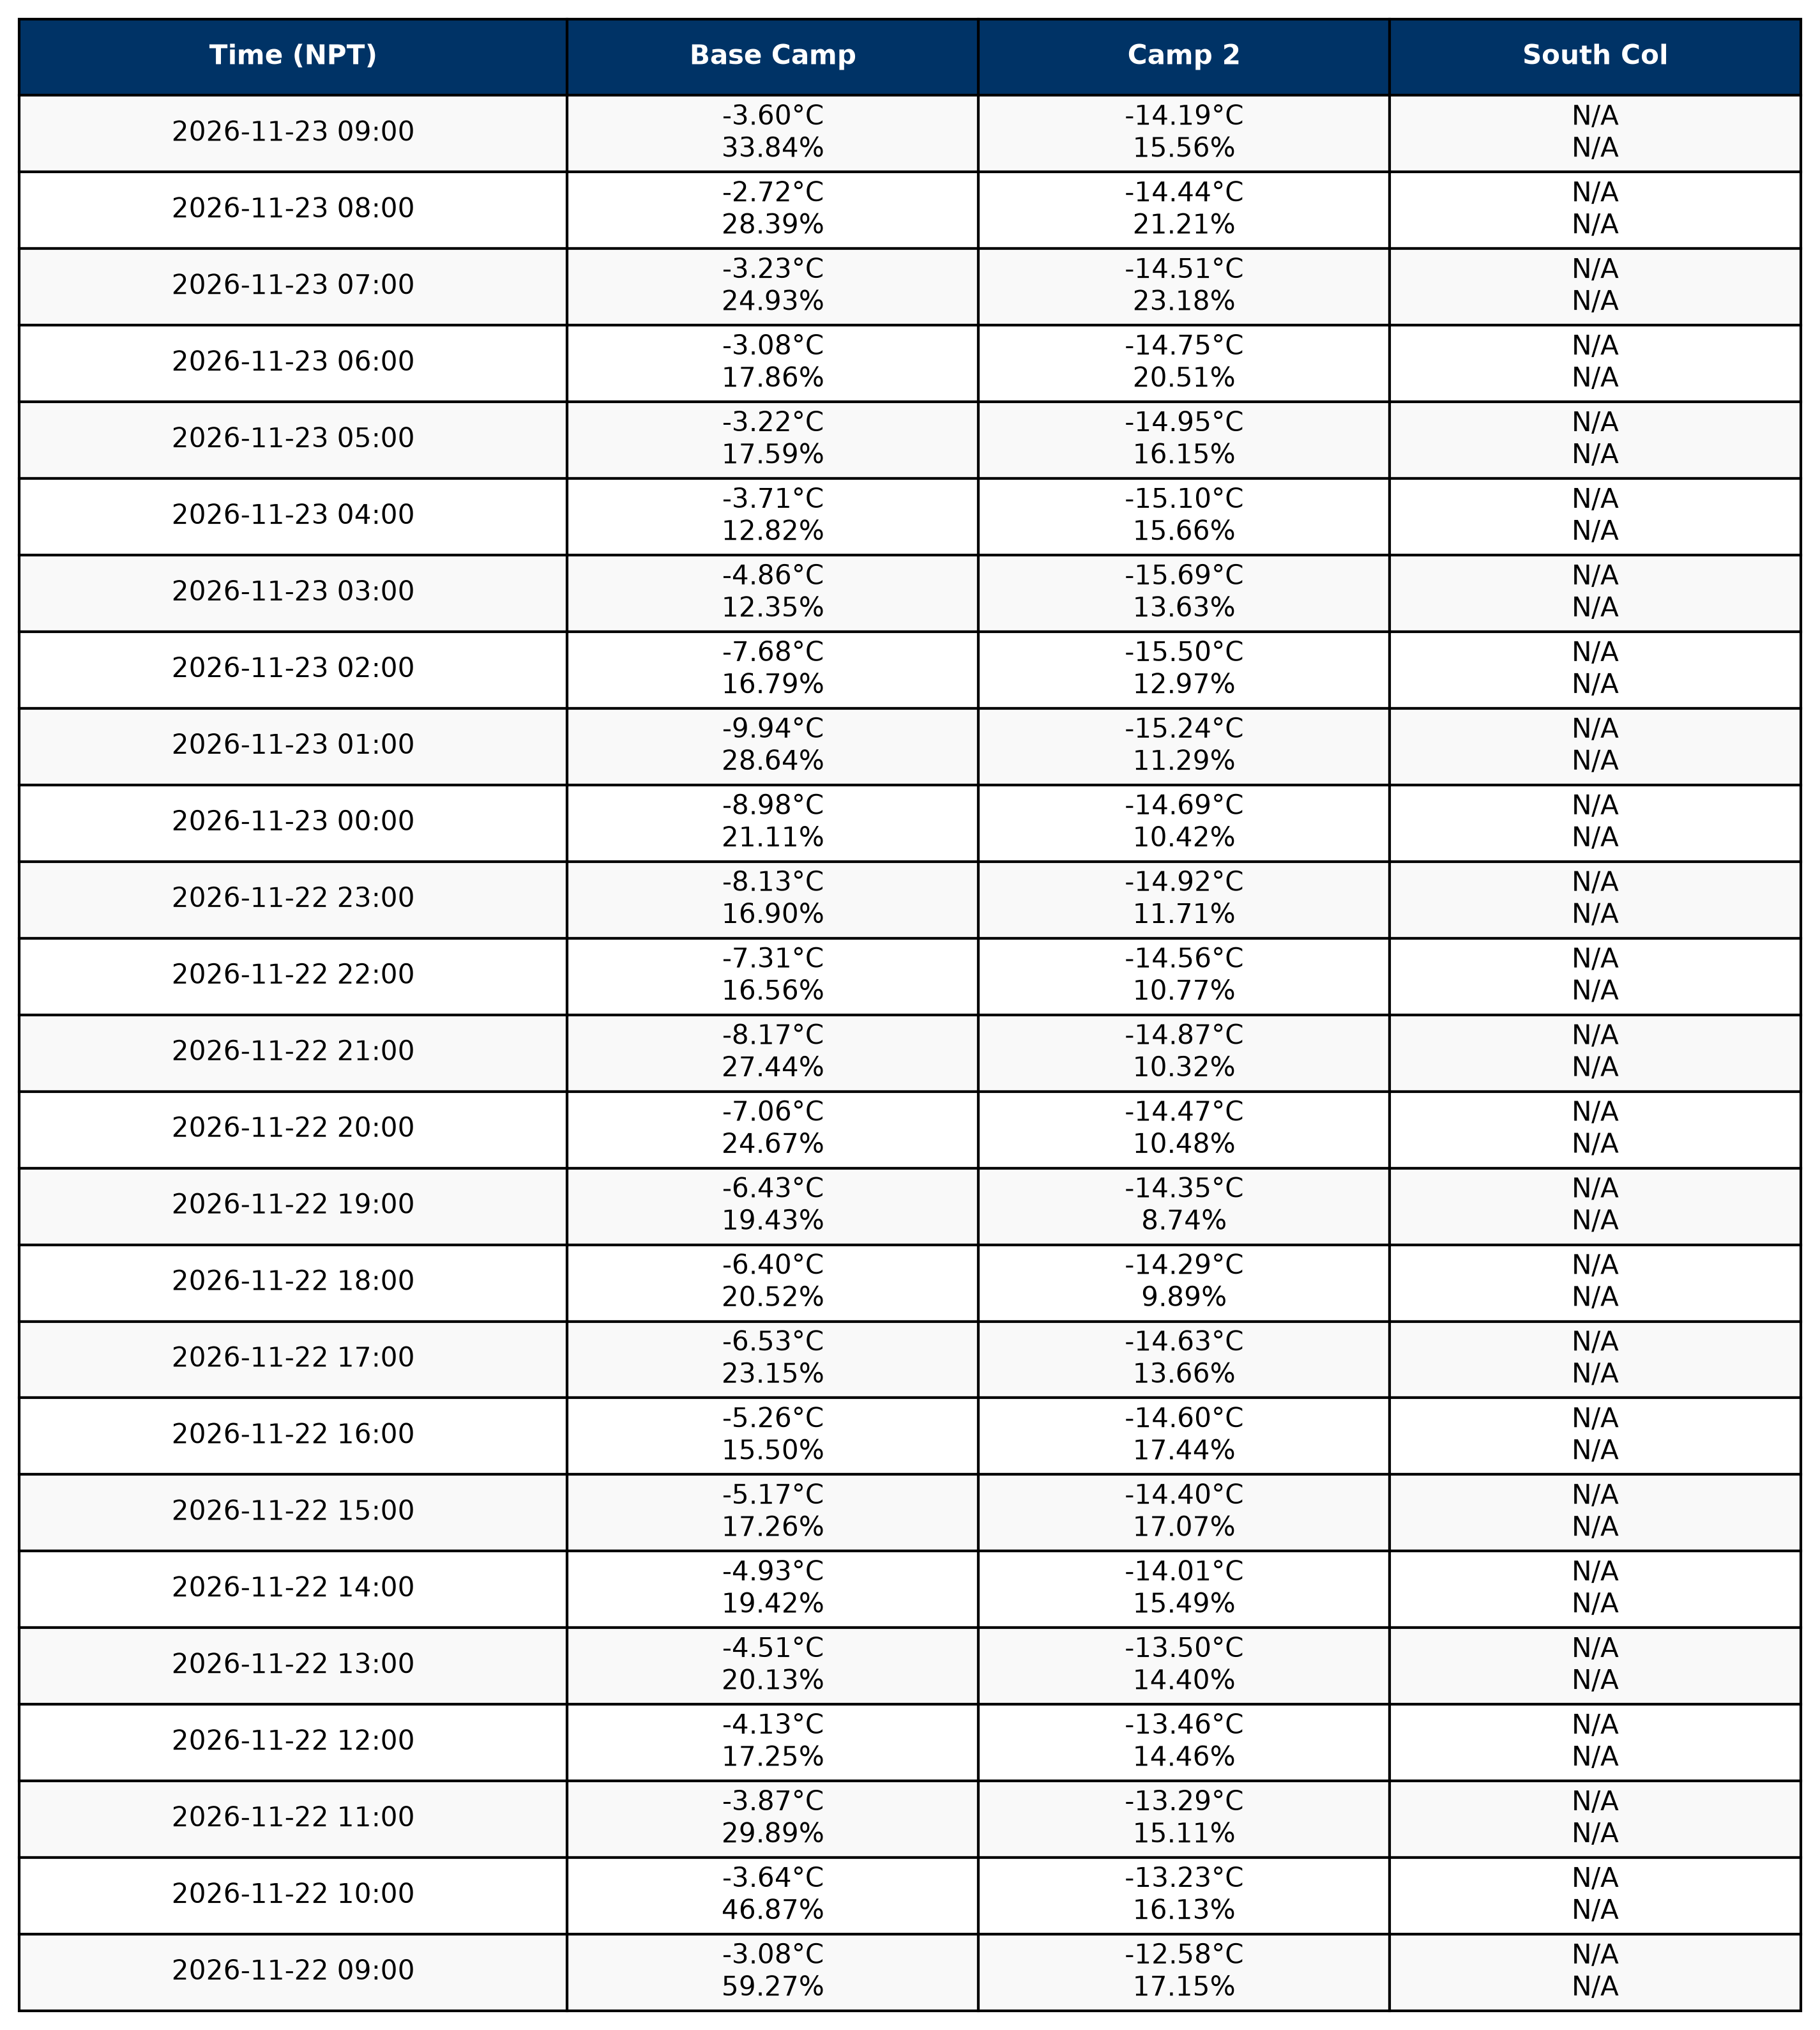 Time (NPT) Base Camp Camp 2 South Col
2026-11-23 09:00 -3.60°C -14.19°C N/A
33.84% 15.56% N/A
2026-11-23 08:00 -2.72°C -14.44°C N/A
28.39% 21.21% N/A
2026-11-23 07:00 -3.23°C -14.51°C N/A
24.93% 23.18% N/A
2026-11-23 06:00 -3.08°C -14.75°C N/A
17.86% 20.51% N/A
2026-11-23 05:00 -3.22°C -14.95°C N/A
17.59% 16.15% N/A
2026-11-23 04:00 -3.71°C -15.10°C N/A
12.82% 15.66% N/A
2026-11-23 03:00 -4.86°C -15.69°C N/A
12.35% 13.63% N/A
2026-11-23 02:00 -7.68°C -15.50°C N/A
16.79% 12.97% N/A
2026-11-23 01:00 -9.94°C -15.24°C N/A
28.64% 11.29% N/A
2026-11-23 00:00 -8.98°C -14.69°C N/A
21.11% 10.42% N/A
2026-11-22 23:00 -8.13°C -14.92°C N/A
16.90% 11.71% N/A
2026-11-22 22:00 -7.31°C -14.56°C N/A
16.56% 10.77% N/A
2026-11-22 21:00 -8.17°C -14.87°C N/A
27.44% 10.32% N/A
2026-11-22 20:00 -7.06°C -14.47°C N/A
24.67% 10.48% N/A
2026-11-22 19:00 -6.43°C -14.35°C N/A
19.43% 8.74% N/A
2026-11-22 18:00 -6.40°C -14.29°C N/A
20.52% 9.89% N/A
2026-11-22 17:00 -6.53°C -14.63°C N/A
23.15% 13.66% N/A
2026-11-22 16:00 -5.26°C -14.60°C N/A
15.50% 17.44% N/A
2026-11-22 15:00 -5.17°C -14.40°C N/A
17.26% 17.07% N/A
2026-11-22 14:00 -4.93°C -14.01°C N/A
19.42% 15.49% N/A
2026-11-22 13:00 -4.51°C -13.50°C N/A
20.13% 14.40% N/A
2026-11-22 12:00 -4.13°C -13.46°C N/A
17.25% 14.46% N/A
2026-11-22 11:00 -3.87°C -13.29°C N/A
29.89% 15.11% N/A
2026-11-22 10:00 -3.64°C -13.23°C N/A
46.87% 16.13% N/A
2026-11-22 09:00 -3.08°C -12.58°C N/A
59.27% 17.15% N/A